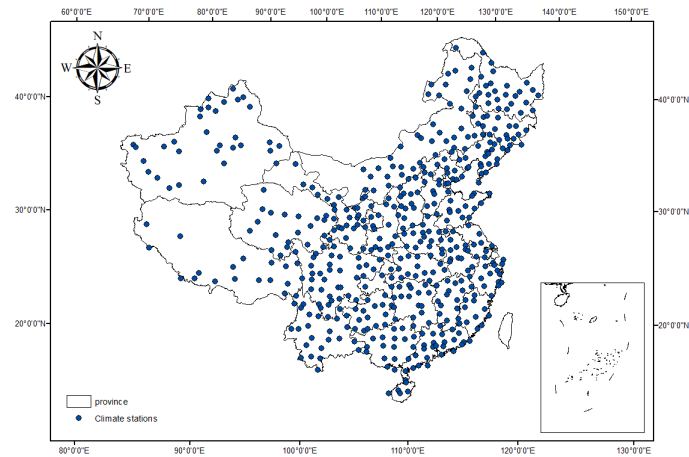 60°0'0"E 70°0'0"E 80°0'0"E 90°0'0"E 100°0'0"E 110°0'0"E 120°0'0"E 130°0'0"E 140°0'0"E 150°0'0"E
N
W E
S
40°0'0"N 40°0'0"N
30°0'0"N 30°0'0"N
20°0'0"N 20°0'0"N
province
Climate stations
80°0'0"E 90°0'0"E 100°0'0"E 110°0'0"E 120°0'0"E 130°0'0"E